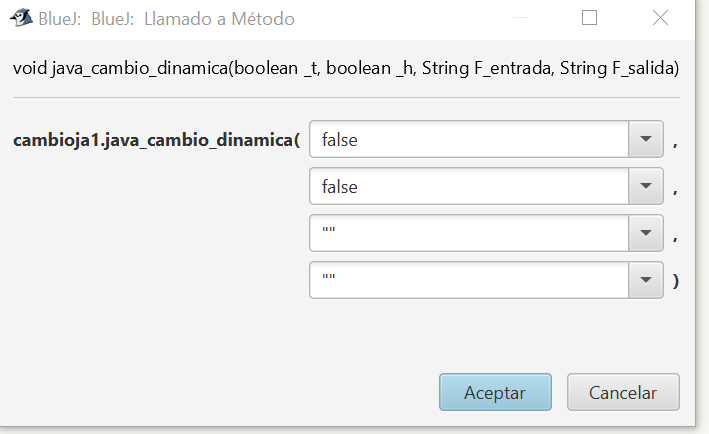 BlueJ:  BlueJ:  Llamado a Método
void java_cambio_dinamica(boolean _t, boolean _h, String F_entrada, String F_salida)
cambioja1.java_cambio_dinamica( false ,
false ,
"" ,
"" )
Aceptar Cancelar